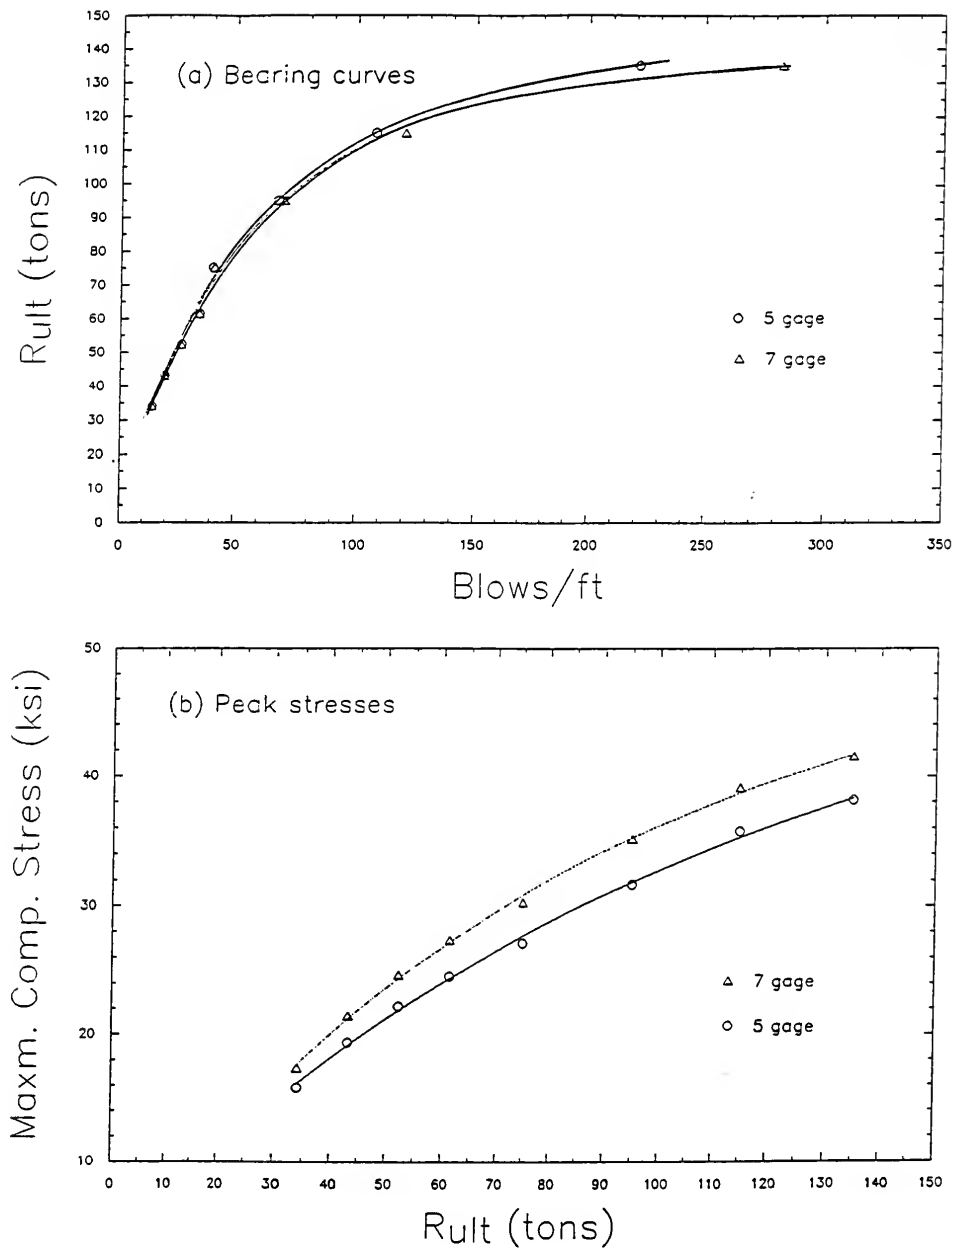 150
140
130
120
110
100
90
80
70
60
50
40
30
20
10
0
Rult (tons)
(a) Bearing curves
5 gage
7 gage
0 50 100 150 200 250 300 350
Blows/ft
50
40
30
20
10
Maxm. Comp. Stress (ksi)
(b) Peak stresses
7 gage
5 gage
0 10 20 30 40 50 60 70 80 90 100 110 120 130 140 150
Rult (tons)